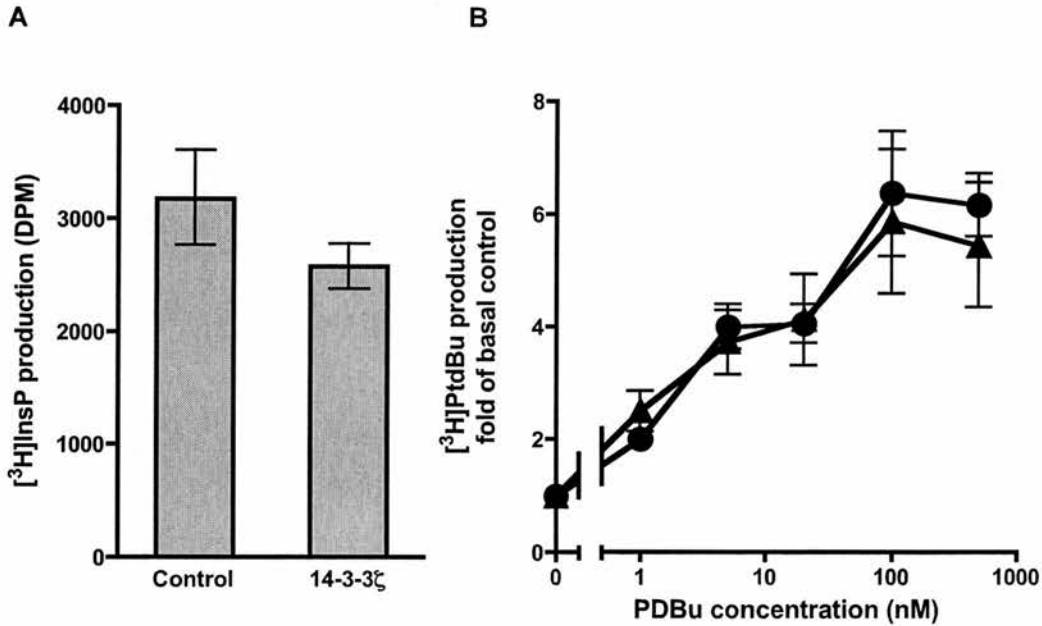 A
[³H]InsP production (DPM)
4000
3000
2000
1000
0
Control 14-3-3ζ
B
[³H]PtdBu production
fold of basal control
8
6
4
2
0
0 1 10 100 1000
PDBu concentration (nM)